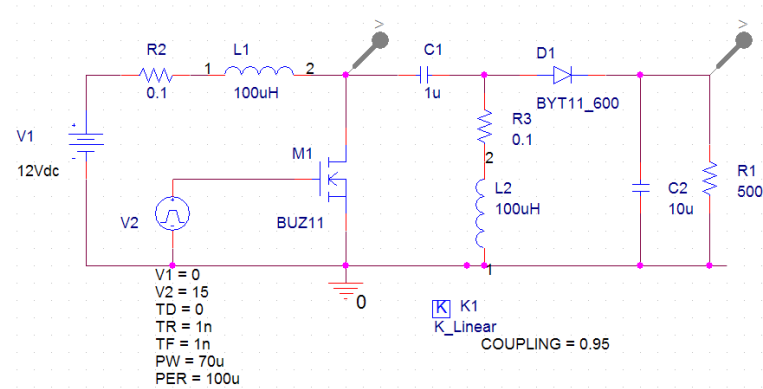 R2
0.1
1
L1
2
100uH
C1
1u
D1
BYT11_600
R3
0.1
2
L2
100uH
1
V1
12Vdc
M1
BUZ11
V2
V1 = 0
V2 = 15
TD = 0
TR = 1n
TF = 1n
PW = 70u
PER = 100u
0
K K1
K_Linear
COUPLING = 0.95
C2
10u
R1
500